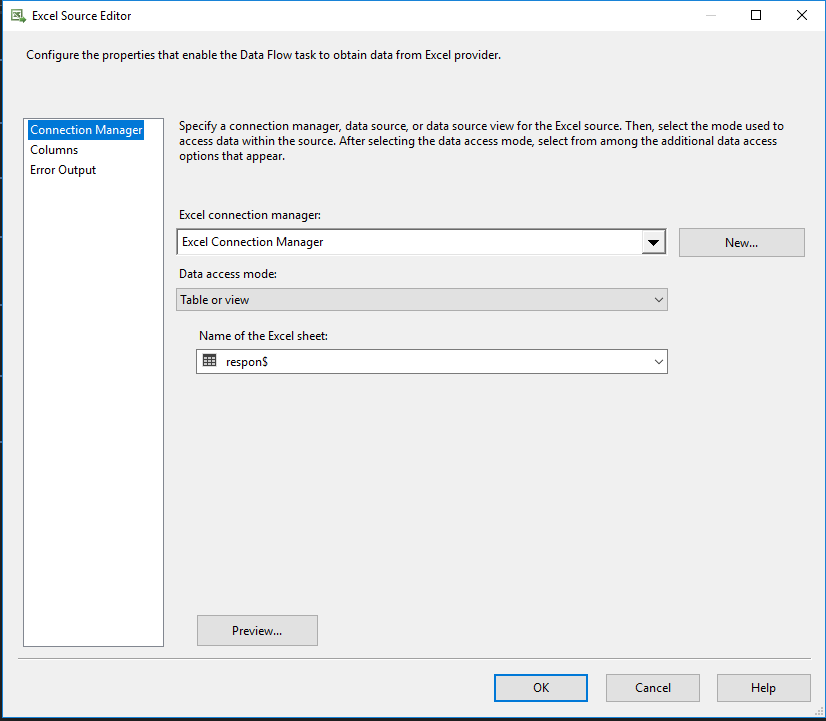 Excel Source Editor
Configure the properties that enable the Data Flow task to obtain data from Excel provider.
Connection Manager
Columns
Error Output
Specify a connection manager, data source, or data source view for the Excel source. Then, select the mode used to
access data within the source. After selecting the data access mode, select from among the additional data access
options that appear.
Excel connection manager:
Excel Connection Manager
New...
Data access mode:
Table or view
Name of the Excel sheet:
respon$
Preview...
OK
Cancel
Help